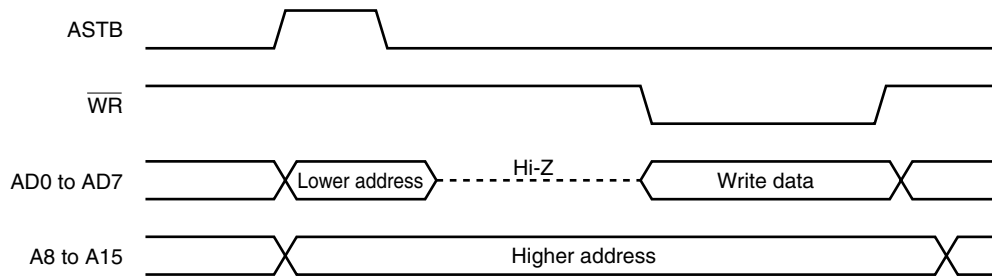 ASTB
WR
AD0 to AD7 Lower address Hi-Z Write data
A8 to A15 Higher address